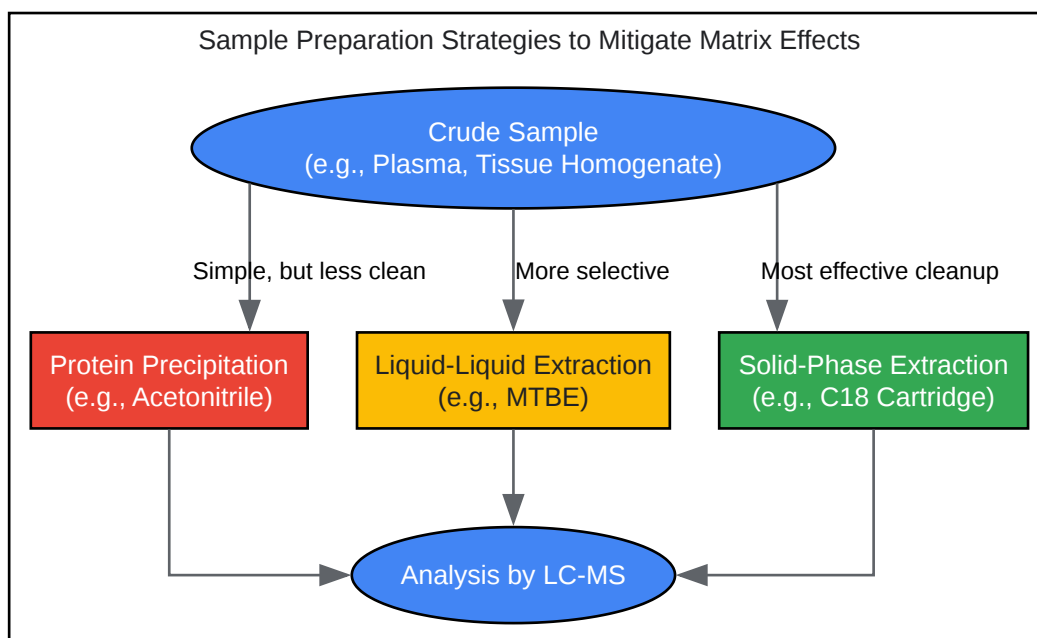 Sample Preparation Strategies to Mitigate Matrix Effects
Crude Sample
(e.g., Plasma, Tissue Homogenate)
Simple, but less clean
More selective
Most effective cleanup
Protein Precipitation
(e.g., Acetonitrile)
Liquid-Liquid Extraction
(e.g., MTBE)
Solid-Phase Extraction
(e.g., C18 Cartridge)
Analysis by LC-MS